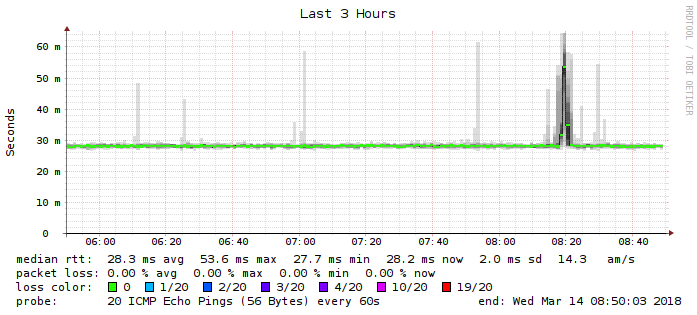 Last 3 Hours
RRDTOOL / TOBI OETIKER
Seconds
60 m
50 m
40 m
30 m
20 m
10 m
0
06:00 06:20 06:40 07:00 07:20 07:40 08:00 08:20 08:40
median rtt: 28.3 ms avg 53.6 ms max 27.7 ms min 28.2 ms now 2.0 ms sd 14.3 am/s
packet loss: 0.00 % avg 0.00 % max 0.00 % min 0.00 % now
loss color: 0 1/20 2/20 3/20 4/20 10/20 19/20
probe: 20 ICMP Echo Pings (56 Bytes) every 60s end: Wed Mar 14 08:50:03 2018